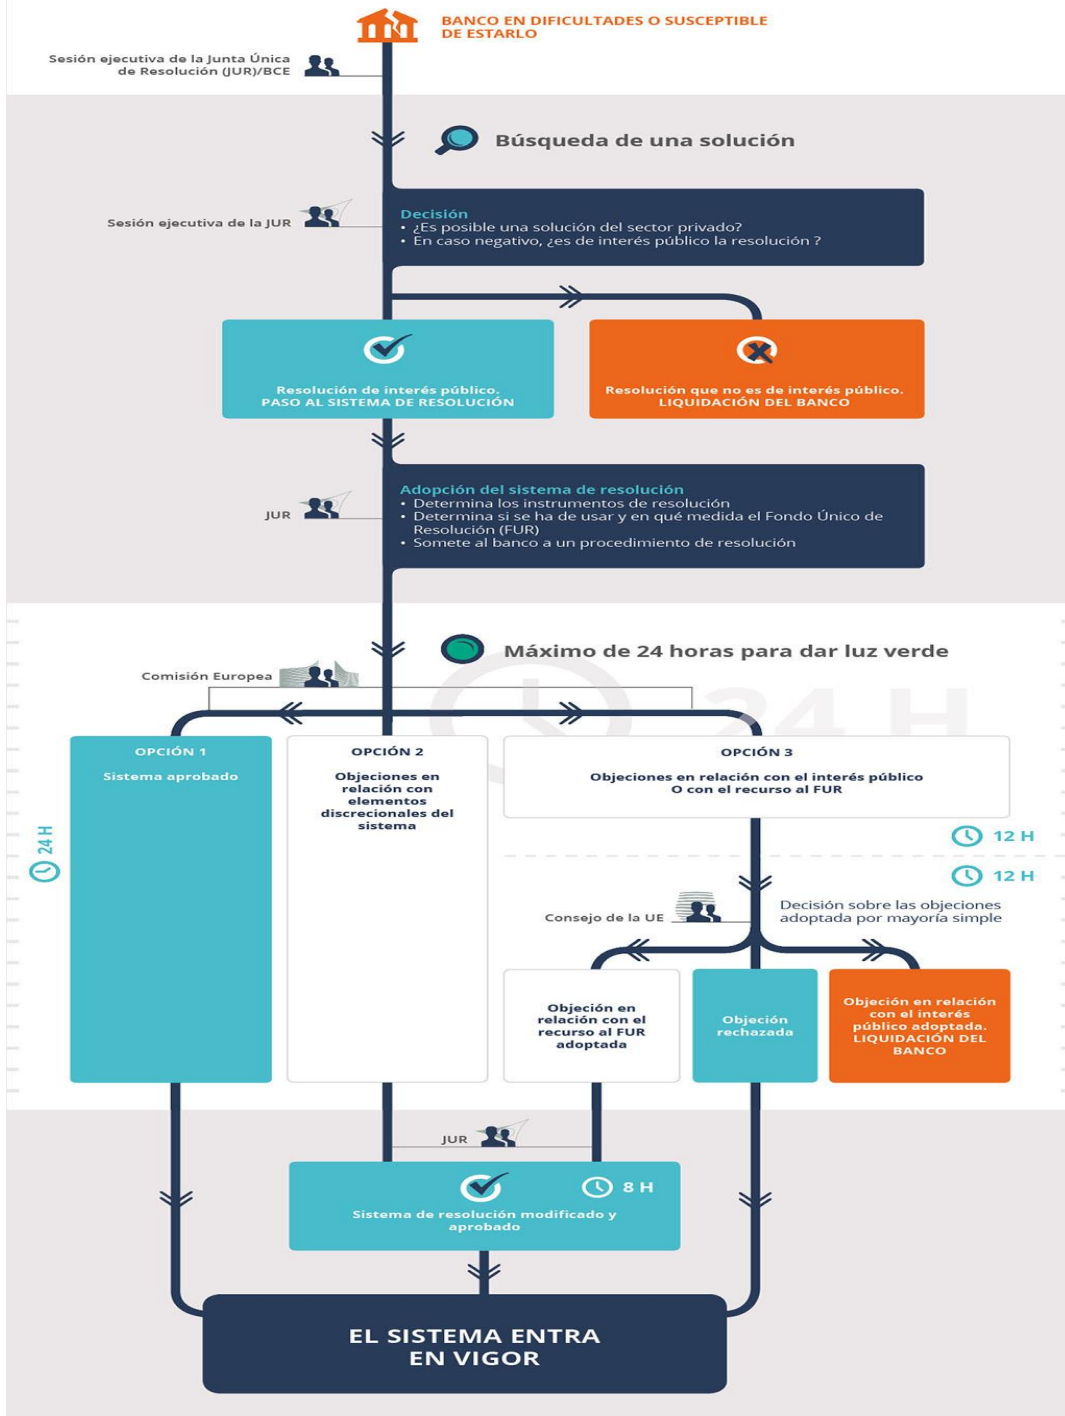 BANCO EN DIFICULTADES O SUSCEPTIBLE
DE ESTARLO
Sesión ejecutiva de la Junta Única
de Resolución (JUR)/BCE
Búsqueda de una solución
Sesión ejecutiva de la JUR
Decisión
• ¿Es posible una solución del sector privado?
• En caso negativo, ¿es de interés público la resolución ?
Resolución de interés público.
PASO AL SISTEMA DE RESOLUCIÓN
Resolución que no es de interés público.
LIQUIDACIÓN DEL BANCO
JUR
Adopción del sistema de resolución
• Determina los instrumentos de resolución
• Determina si se ha de usar y en qué medida el Fondo Único de
Resolución (FUR)
• Somete al banco a un procedimiento de resolución
Máximo de 24 horas para dar luz verde
Comisión Europea
24 H
OPCIÓN 1
Sistema aprobado
OPCIÓN 2
Objeciones en
relación con
elementos
discrecionales del
sistema
OPCIÓN 3
Objeciones en relación con el interés público
O con el recurso al FUR
24 H
12 H
12 H
Consejo de la UE
Decisión sobre las objeciones
adoptada por mayoría simple
Objeción en
relación con el
recurso al FUR
adoptada
Objeción
rechazada
Objeción en relación
con el interés
público adoptada.
LIQUIDACIÓN DEL
BANCO
JUR
8 H
Sistema de resolución modificado y
aprobado
EL SISTEMA ENTRA
EN VIGOR